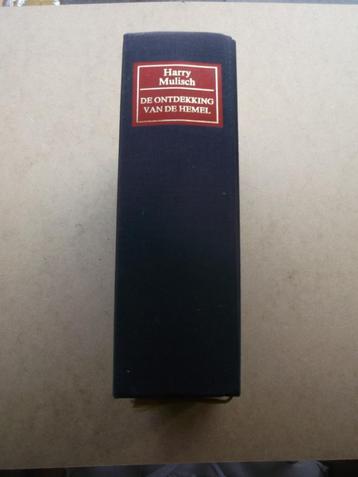 Harry
Mulisch
DE ONTDEKKING
VAN DE HEMEL